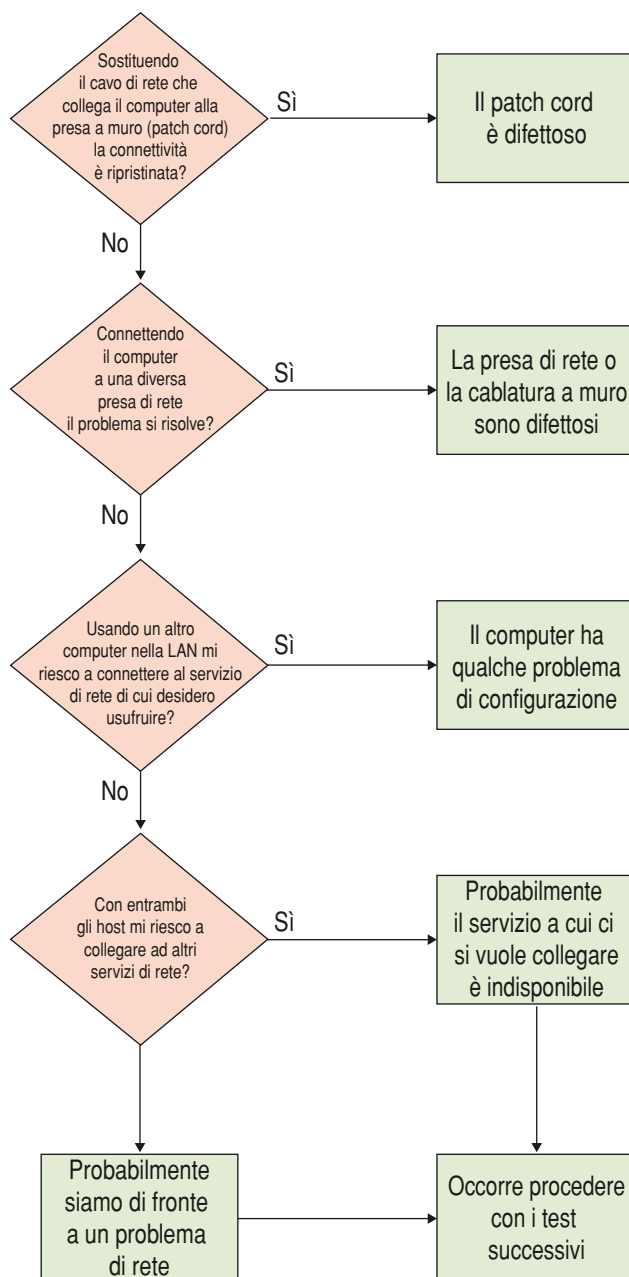 Sostituendo
il cavo di rete che
collega il computer alla
presa a muro (patch cord)
la connettività
è ripristinata?
Sì
Il patch cord
è difettoso
No
Connettendo
il computer
a una diversa
presa di rete
il problema si risolve?
Sì
La presa di rete o
la cablatura a muro
sono difettosi
No
Usando un altro
computer nella LAN mi
riesco a connettere al servizio
di rete di cui desidero
usufruire?
Sì
Il computer ha
qualche problema
di configurazione
No
Con entrambi
gli host mi riesco a
collegare ad altri
servizi di rete?
Sì
Probabilmente
il servizio a cui ci
si vuole collegare
è indisponibile
Probabilmente
siamo di fronte
a un problema
di rete
Occorre procedere
con i test
successivi